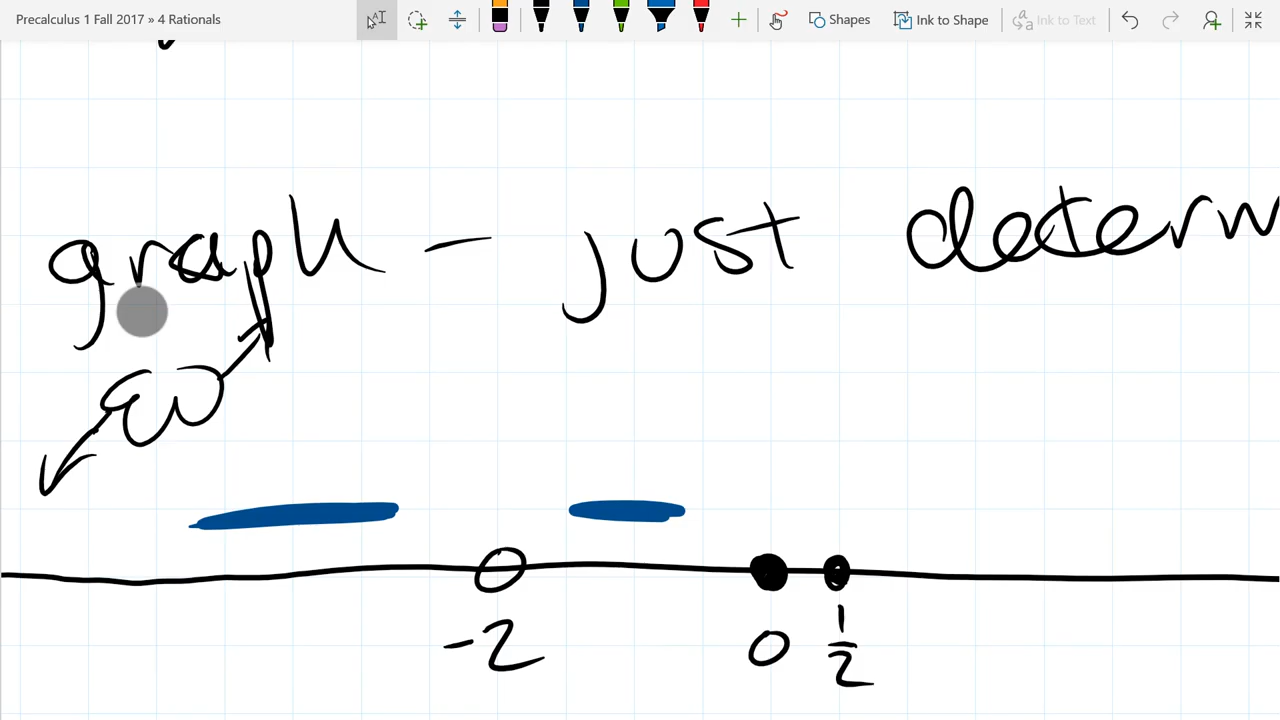 Precalculus 1 Fall 2017 » 4 Rationals
Shapes Ink to Shape Ink to Text
graph - just determ
-2 0 1/2